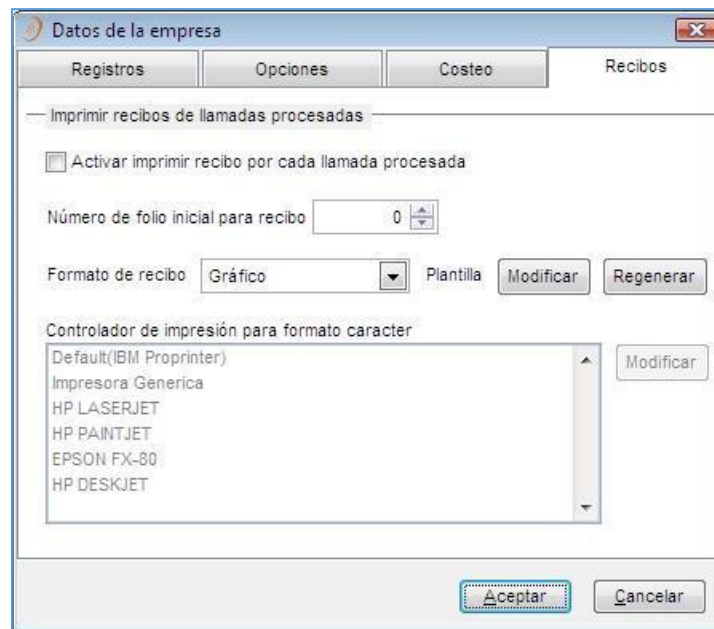 Datos de la empresa
Registros Opciones Costeo Recibos
Imprimir recibos de llamadas procesadas
Activar imprimir recibo por cada llamada procesada
Número de folio inicial para recibo 0
Formato de recibo Gráfico Plantilla Modificar Regenerar
Controlador de impresión para formato caracter
Default(IBM Proprinter) Modificar
Impresora Generica
HP LASERJET
HP PAINTJET
EPSON FX-80
HP DESKJET
Aceptar Cancelar